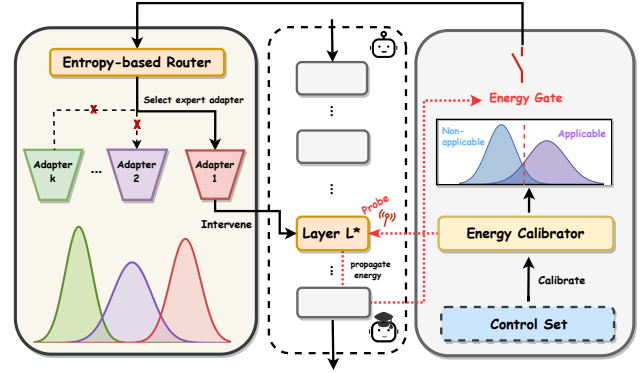 Entropy-based Router
Select expert adapter
X
X
Adapter
k
...
Adapter
2
Adapter
1
Intervene
...
...
Probe
Layer L*
...
propagate
energy
Energy Gate
Non-
applicable
Applicable
Energy Calibrator
Calibrate
Control Set